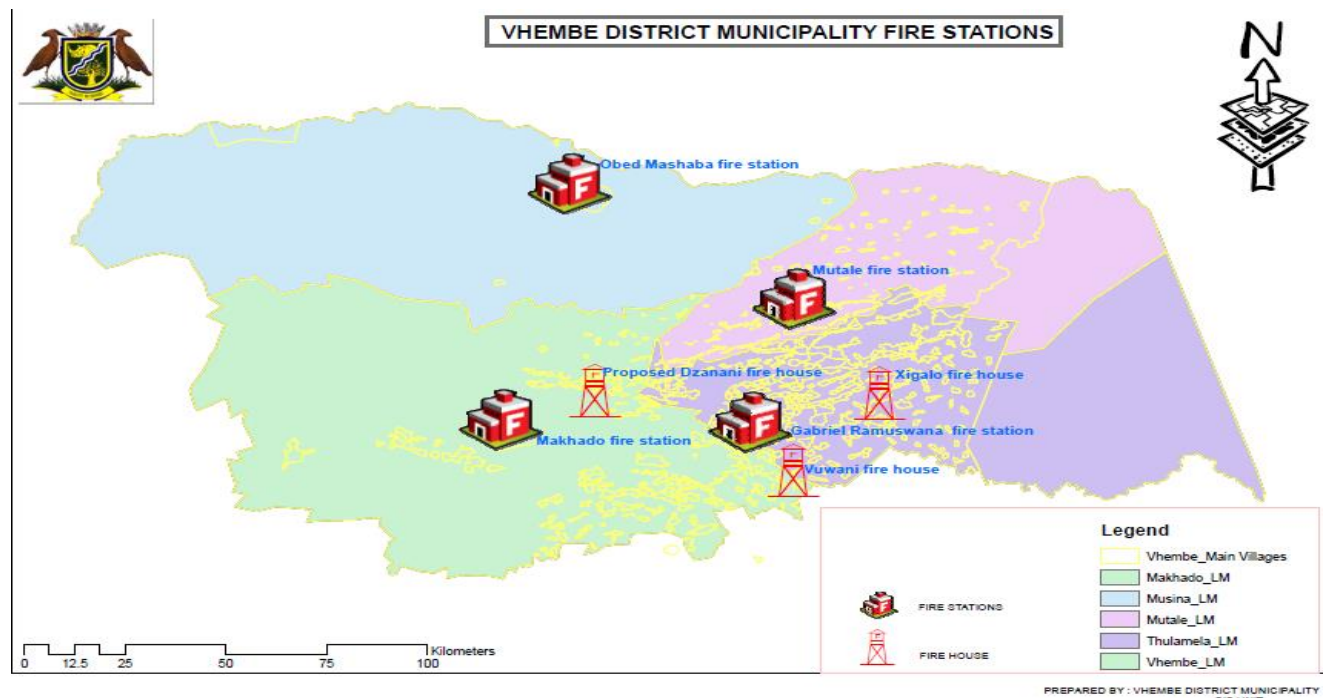 VHEMBE DISTRICT MUNICIPALITY FIRE STATIONS
N
Obed Mashaba fire station
Mutale fire station
Proposed Dzanani fire house
Xigalo fire house
Makhado fire station
Gabriel Ramuswana fire station
Vuwani fire house
F
F
F
F
Legend
Vhembe_Main Villages
Makhado_LM
Musina_LM
Mutale_LM
Thulamela_LM
Vhembe_LM
FIRE STATIONS
FIRE HOUSE
Kilometers
0 12.5 25 50 75 100
PREPARED BY : VHEMBE DISTRICT MUNICIPALITY